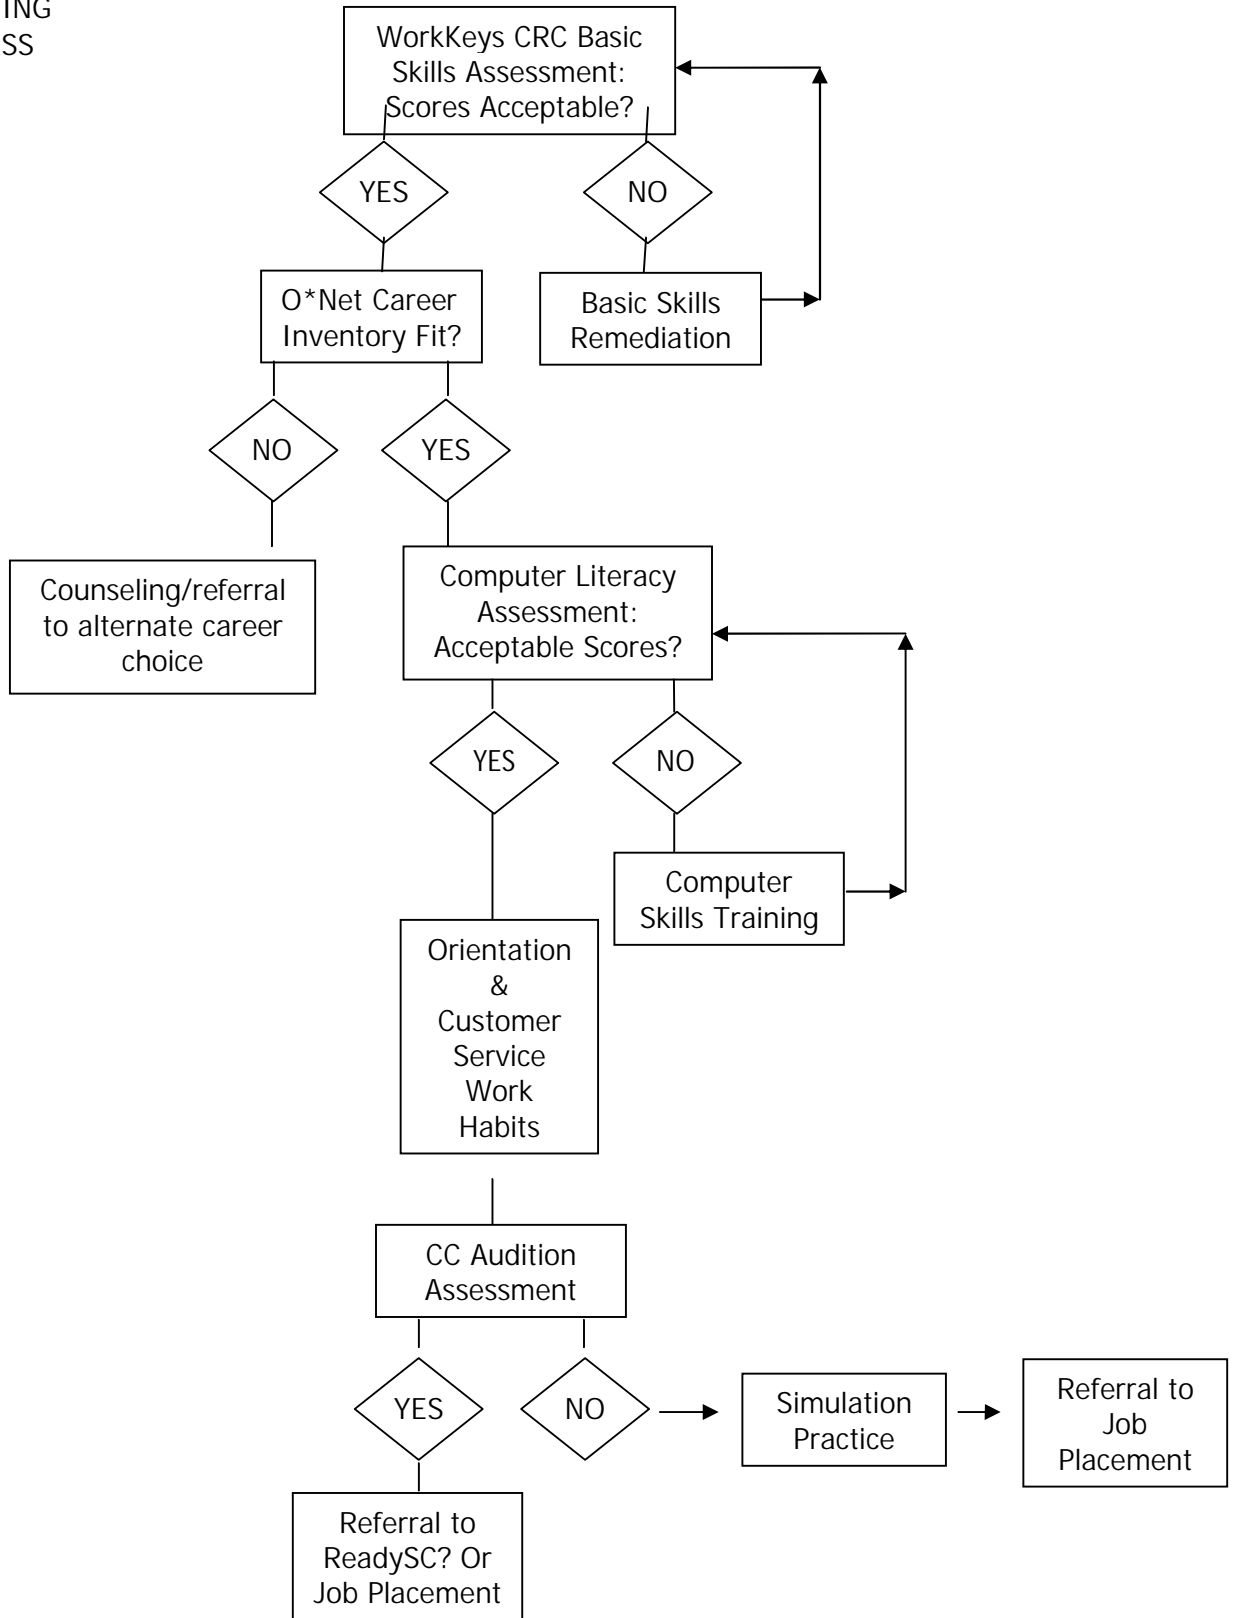 ING
SS
WorkKeys CRC Basic
Skills Assessment:
Scores Acceptable?
YES
NO
O*Net Career
Inventory Fit?
Basic Skills
Remediation
NO
YES
Counseling/referral
to alternate career
choice
Computer Literacy
Assessment:
Acceptable Scores?
YES
NO
Computer
Skills Training
Orientation
&
Customer
Service
Work
Habits
CC Audition
Assessment
YES
NO
Simulation
Practice
Referral to
Job
Placement
Referral to
ReadySC? Or
Job Placement